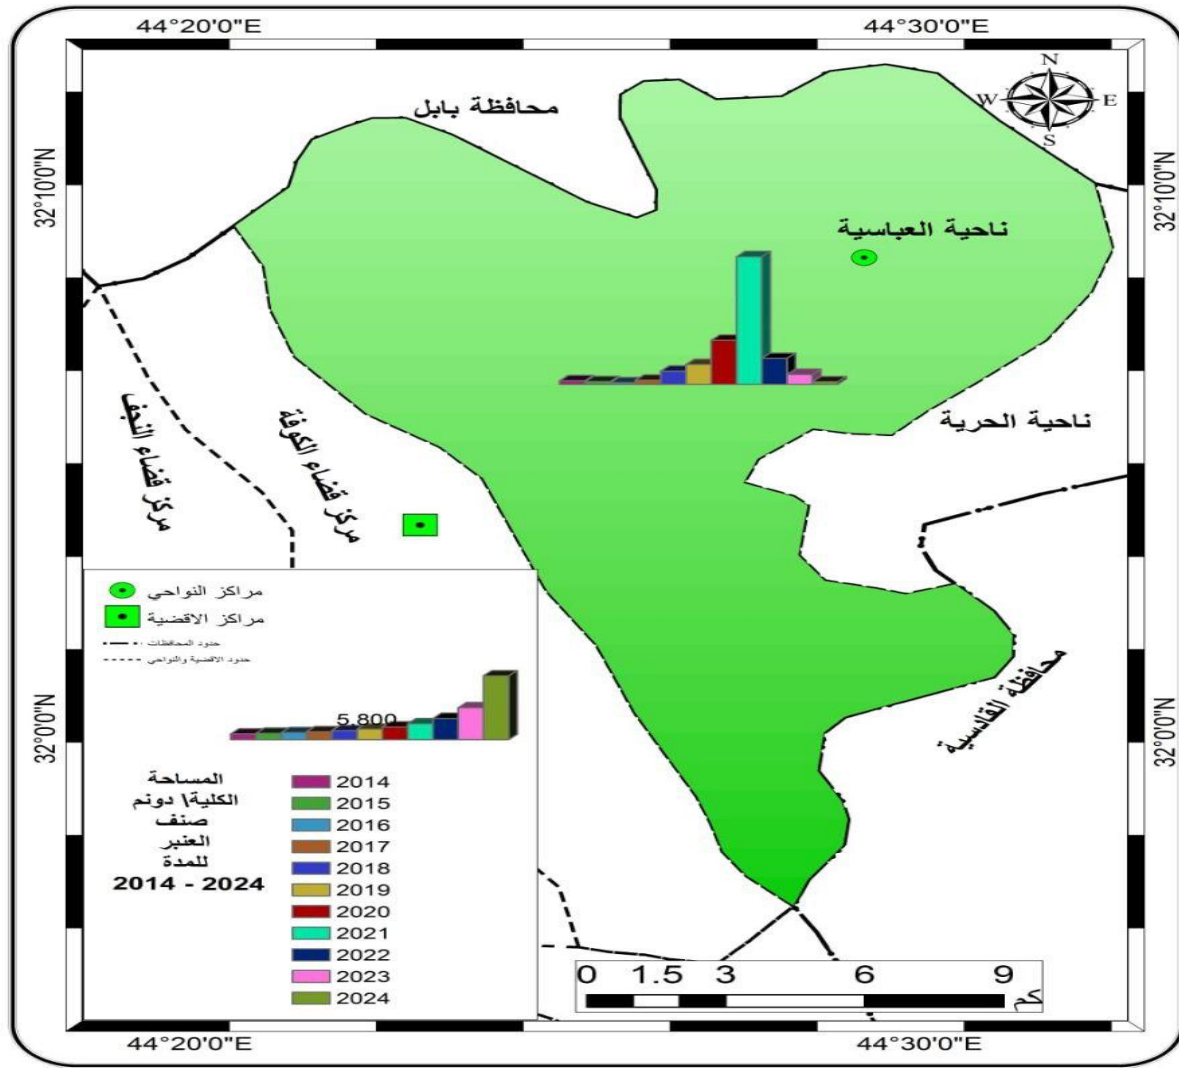 44°20'0"E 44°30'0"E
N
W E
S
محافظة بابل
32°10'0"N 32°10'0"N
ناحية العباسية
ناحية الحرية
مركز قضاء النجف
مركز قضاء الكوفة
مراكز النواحي
مراكز الاقضية
حدود المحافظات
حدود الاقضية والنواحي
محافظة القادسية
32°0'0"N 32°0'0"N
5,800
المساحة
الكلية\ دونم
صنف
العنبر
للمدة
2014 - 2024
2014
2015
2016
2017
2018
2019
2020
2021
2022
2023
2024
0 1.5 3 6 9
كم
44°20'0"E 44°30'0"E